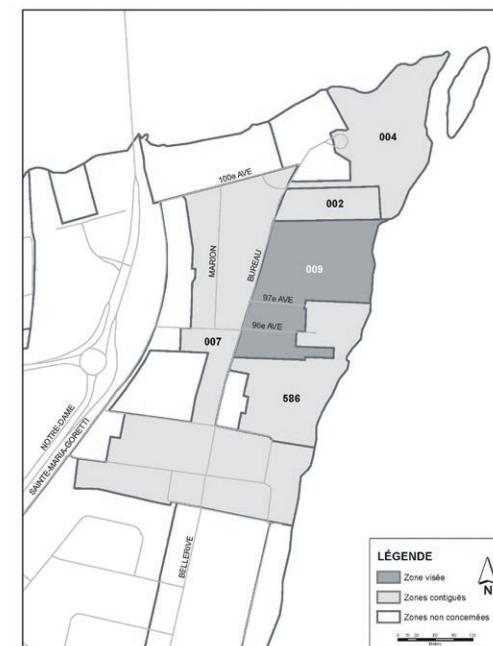 004
100e AVE
002
MARION
BUREAU
009
97e AVE
96e AVE
007
586
NOTRE-DAME
SAINTE-MARIA-GORETTI
BELLERIVE
LÉGENDE
Zone visée
Zones contiguës
Zones non concernées
N
Mètres